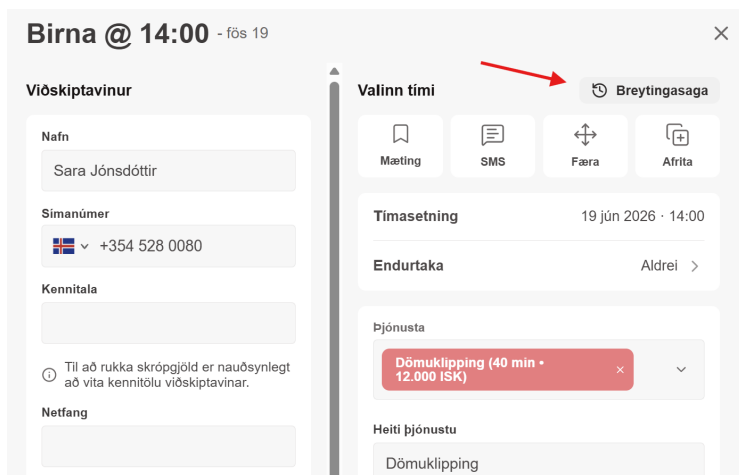 Birna @ 14:00 - fös 19
Viðskiptavinur
Nafn
Sara Jónsdóttir
Símanúmer
+354 528 0080
Kennitala
Til að rukka skrópgjöld er nauðsynlegt
að vita kennitölu viðskiptavinar.
Netfang
Valinn tími
Breytingasaga
Mæting
SMS
Færa
Afrita
Tímasetning
19 jún 2026 · 14:00
Endurtaka
Aldrei
Þjónusta
Dömuklipping (40 min •
12.000 ISK)
Heiti þjónustu
Dömuklipping